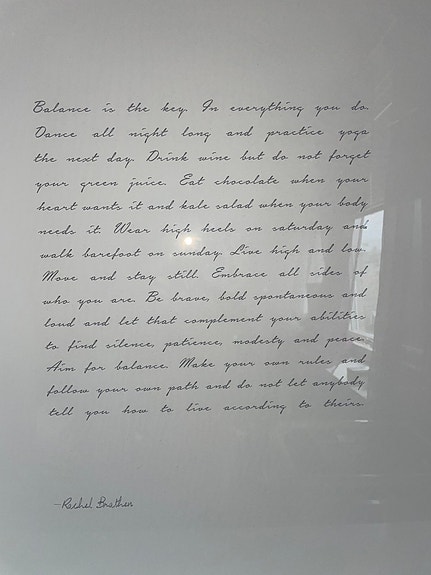 Balance is the key. In everything you do.
Dance all night long and practice yoga
the next day. Drink wine but do not forget
your green juice. Eat chocolate when your
heart wants it and kale salad when your body
needs it. Wear high heels on saturday and
walk barefoot on sunday. Live high and low.
Move and stay still. Embrace all sides of
who you are. Be brave, bold spontaneous and
loud and let that complement your abilities
to find silence, patience, modesty and peace.
Aim for balance. Make your own rules and
follow your own path and do not let anybody
tell you how to live according to theirs.
-Rachel Brathen